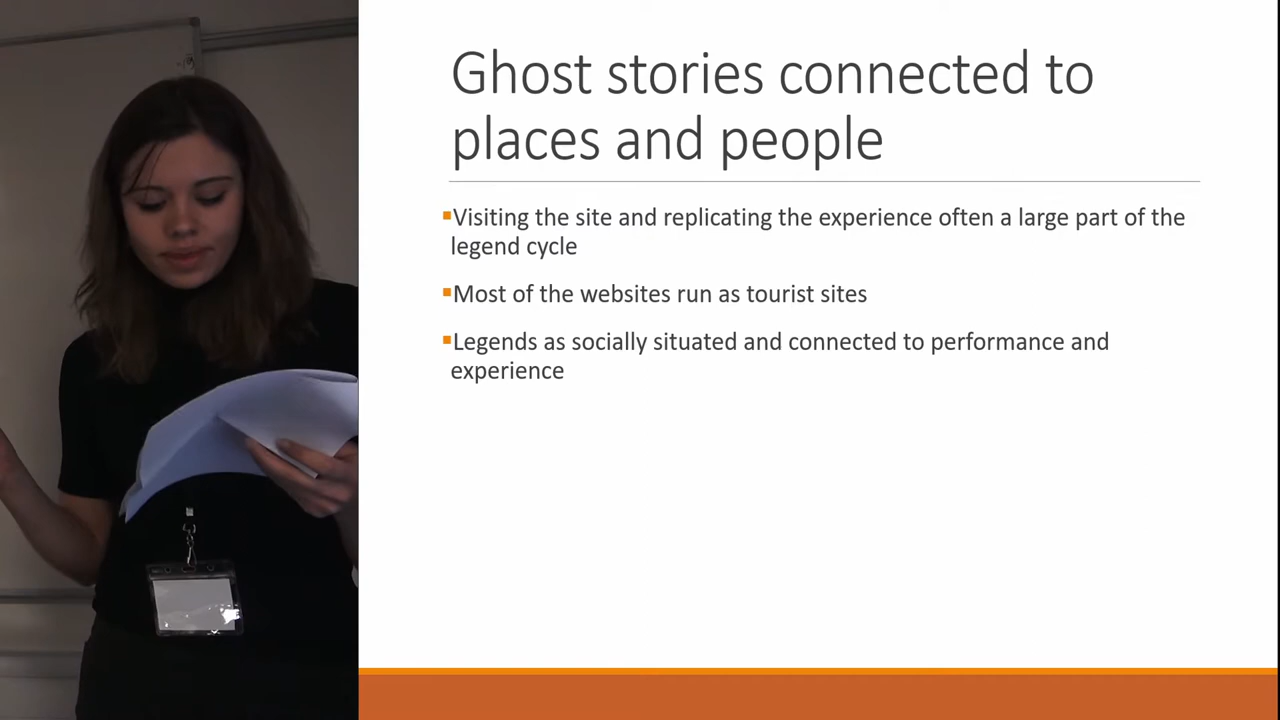 Ghost stories connected to
places and people
▪Visiting the site and replicating the experience often a large part of the
legend cycle
▪Most of the websites run as tourist sites
▪Legends as socially situated and connected to performance and
experience